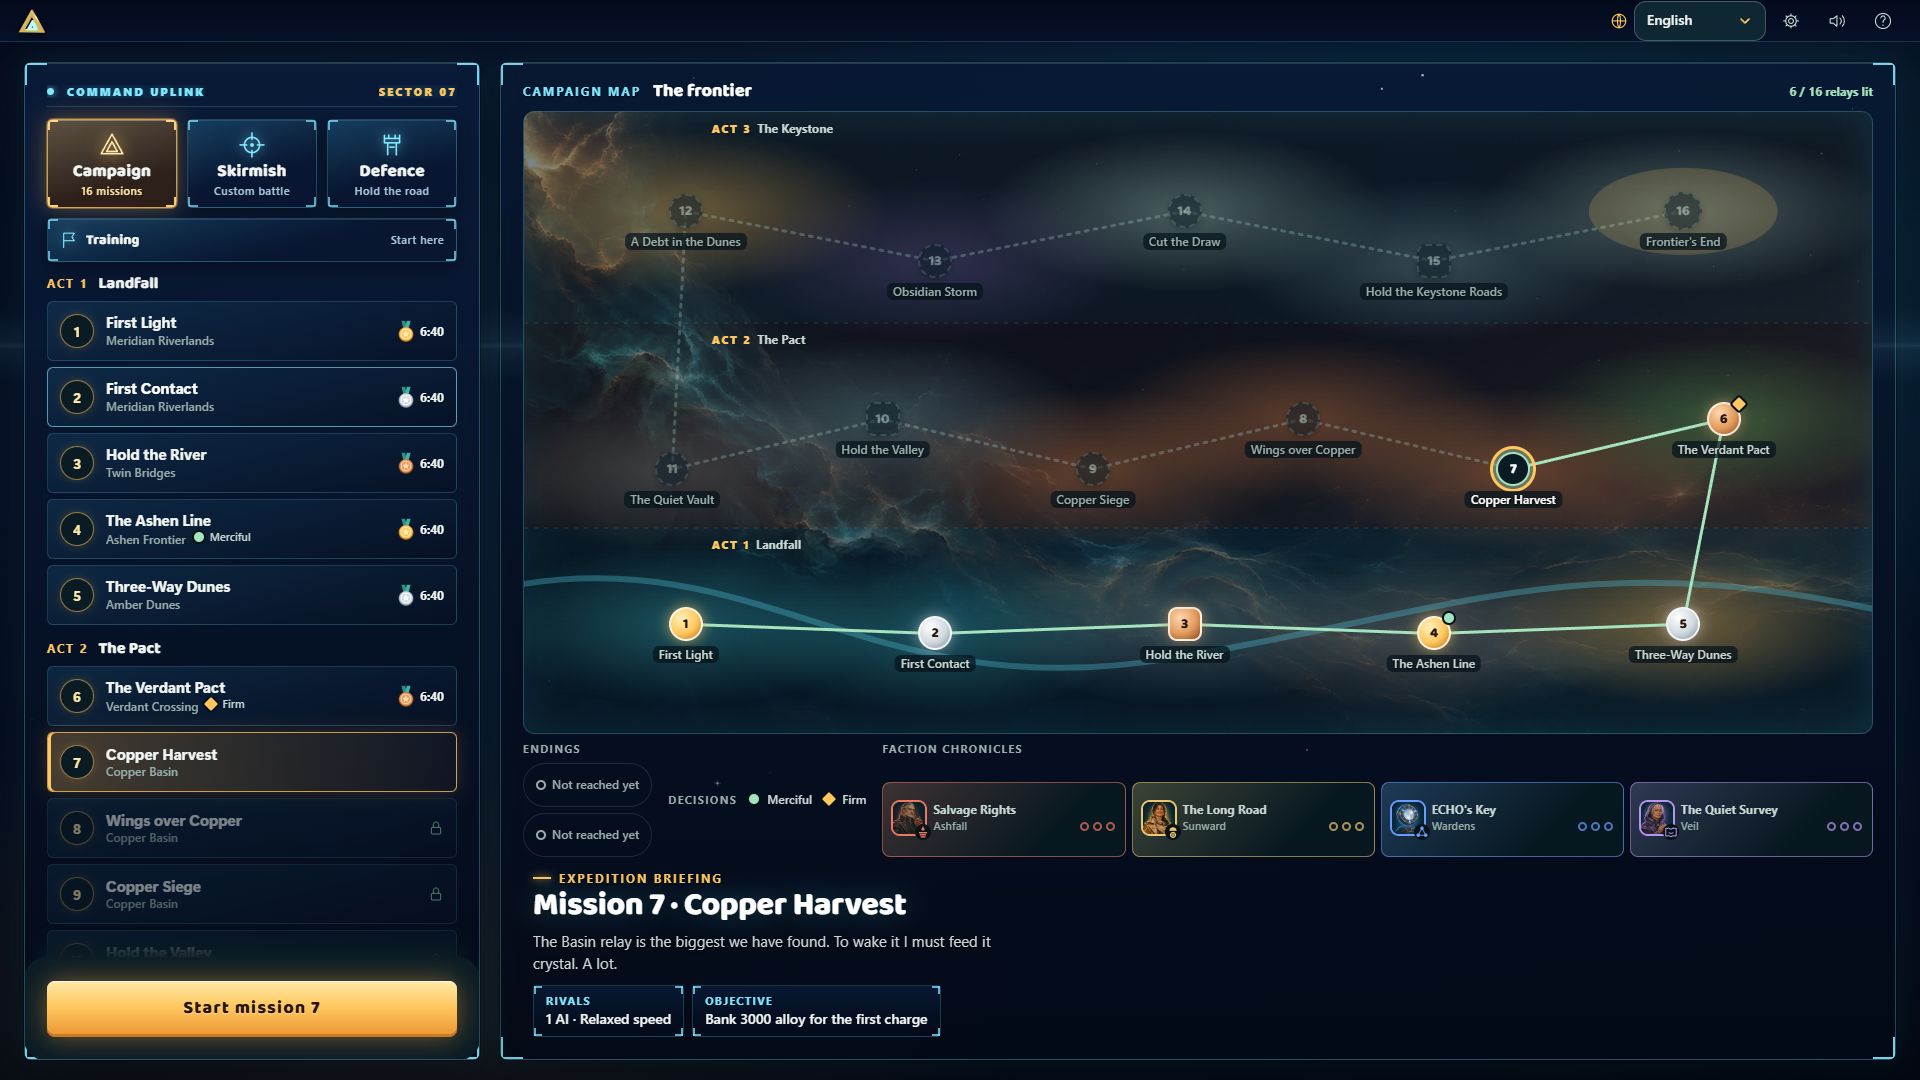 English
COMMAND UPLINK
SECTOR 07
Campaign
16 missions
Skirmish
Custom battle
Defence
Hold the road
Training
Start here
ACT 1 Landfall
1
First Light
Meridian Riverlands
6:40
2
First Contact
Meridian Riverlands
6:40
3
Hold the River
Twin Bridges
6:40
4
The Ashen Line
Ashen Frontier
Merciful
6:40
5
Three-Way Dunes
Amber Dunes
6:40
ACT 2 The Pact
6
The Verdant Pact
Verdant Crossing
Firm
6:40
7
Copper Harvest
Copper Basin
8
Wings over Copper
Copper Basin
9
Copper Siege
Copper Basin
Hold the Valley
Start mission 7
CAMPAIGN MAP The frontier
6 / 16 relays lit
ACT 3 The Keystone
12
A Debt in the Dunes
13
Obsidian Storm
14
Cut the Draw
15
Hold the Keystone Roads
16
Frontier's End
ACT 2 The Pact
11
The Quiet Vault
10
Hold the Valley
9
Copper Siege
8
Wings over Copper
7
Copper Harvest
6
The Verdant Pact
ACT 1 Landfall
1
First Light
2
First Contact
3
Hold the River
4
The Ashen Line
5
Three-Way Dunes
ENDINGS
Not reached yet
Not reached yet
DECISIONS
Merciful
Firm
FACTION CHRONICLES
Salvage Rights
Ashfall
The Long Road
Sunward
ECHO's Key
Wardens
The Quiet Survey
Veil
EXPEDITION BRIEFING
Mission 7 · Copper Harvest
The Basin relay is the biggest we have found. To wake it I must feed it
crystal. A lot.
RIVALS
1 AI · Relaxed speed
OBJECTIVE
Bank 3000 alloy for the first charge